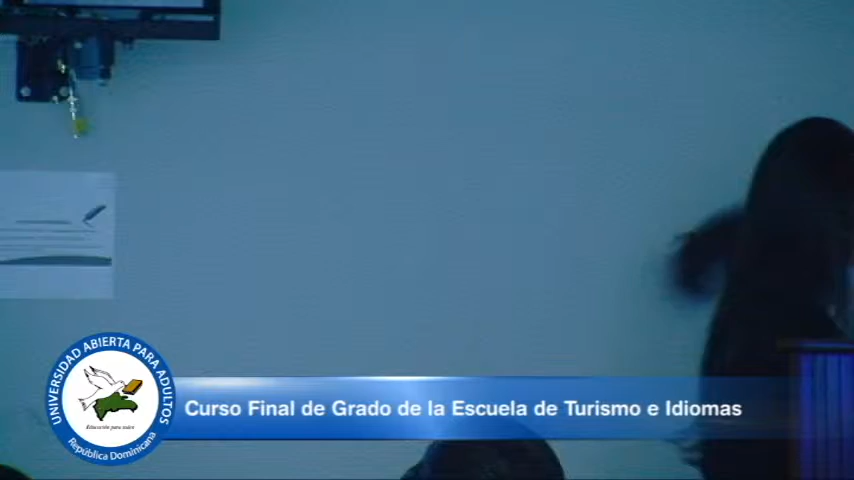 UNIVERSIDAD ABIERTA PARA ADULTOS
Educación para todos
República Dominicana
Curso Final de Grado de la Escuela de Turismo e Idiomas